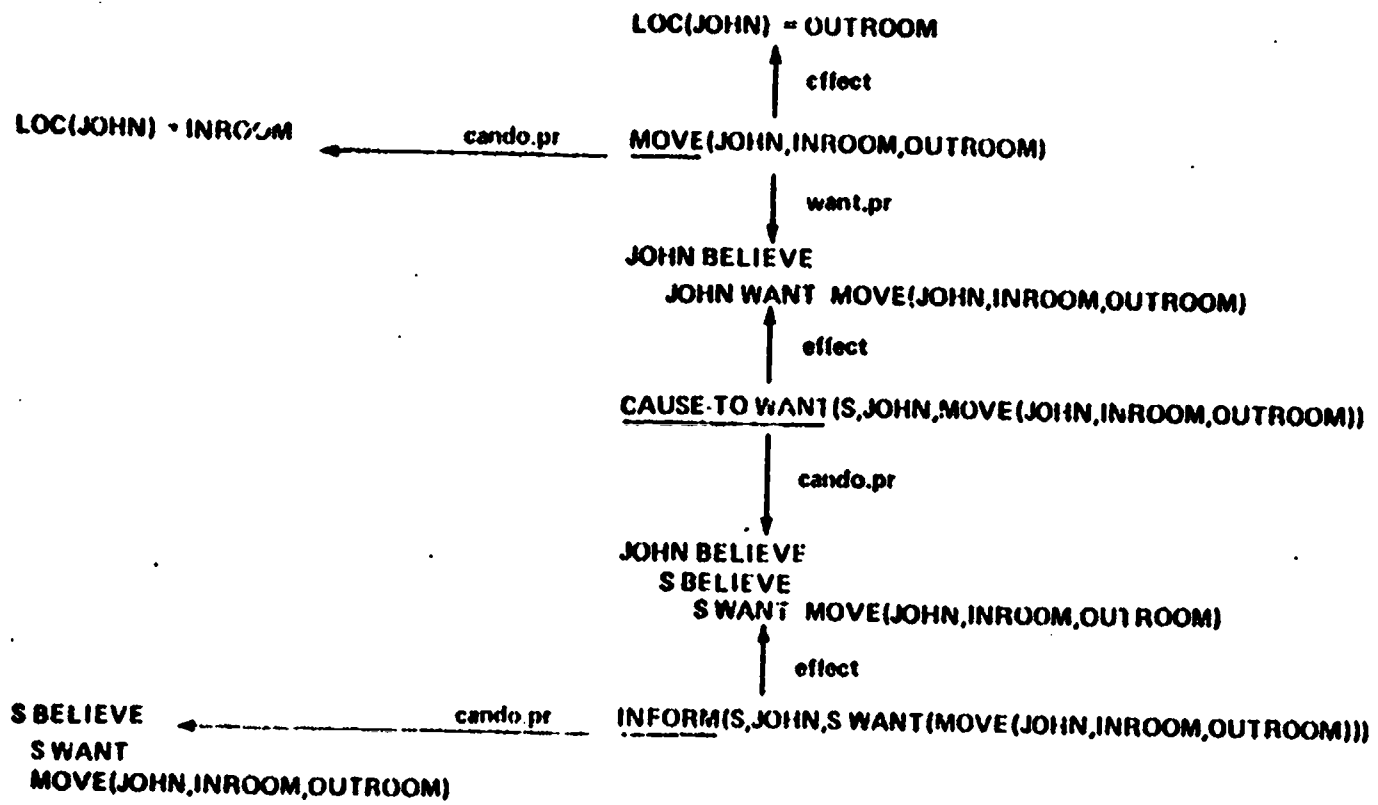 LOC(JOHN) = OUTROOM
effect
LOC(JOHN) = INROOM
cando.pr
MOVE(JOHN,INROOM,OUTROOM)
want.pr
JOHN BELIEVE
JOHN WANT MOVE(JOHN,INROOM,OUTROOM)
effect
CAUSE-TO WANT(S,JOHN,MOVE(JOHN,INROOM,OUTROOM))
cando.pr
JOHN BELIEVE
S BELIEVE
S WANT MOVE(JOHN,INROOM,OUTROOM)
effect
S BELIEVE
cando.pr
INFORM(S,JOHN,S WANT(MOVE(JOHN,INROOM,OUTROOM)))
S WANT
MOVE(JOHN,INROOM,OUTROOM)